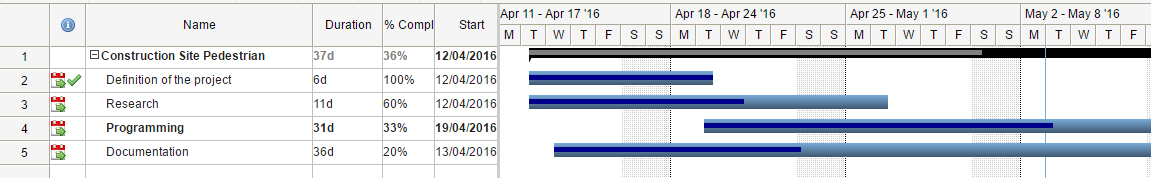 Name Duration % Compl Start Apr 11 - Apr 17 '16 Apr 18 - Apr 24 '16 Apr 25 - May 1 '16 May 2 - May 8 '16
M T W T F S S M T W T F S S M T W T F S S M T W T F
1 Construction Site Pedestrian 37d 36% 12/04/2016
2 Definition of the project 6d 100% 12/04/2016
3 Research 11d 60% 12/04/2016
4 Programming 31d 33% 19/04/2016
5 Documentation 36d 20% 13/04/2016